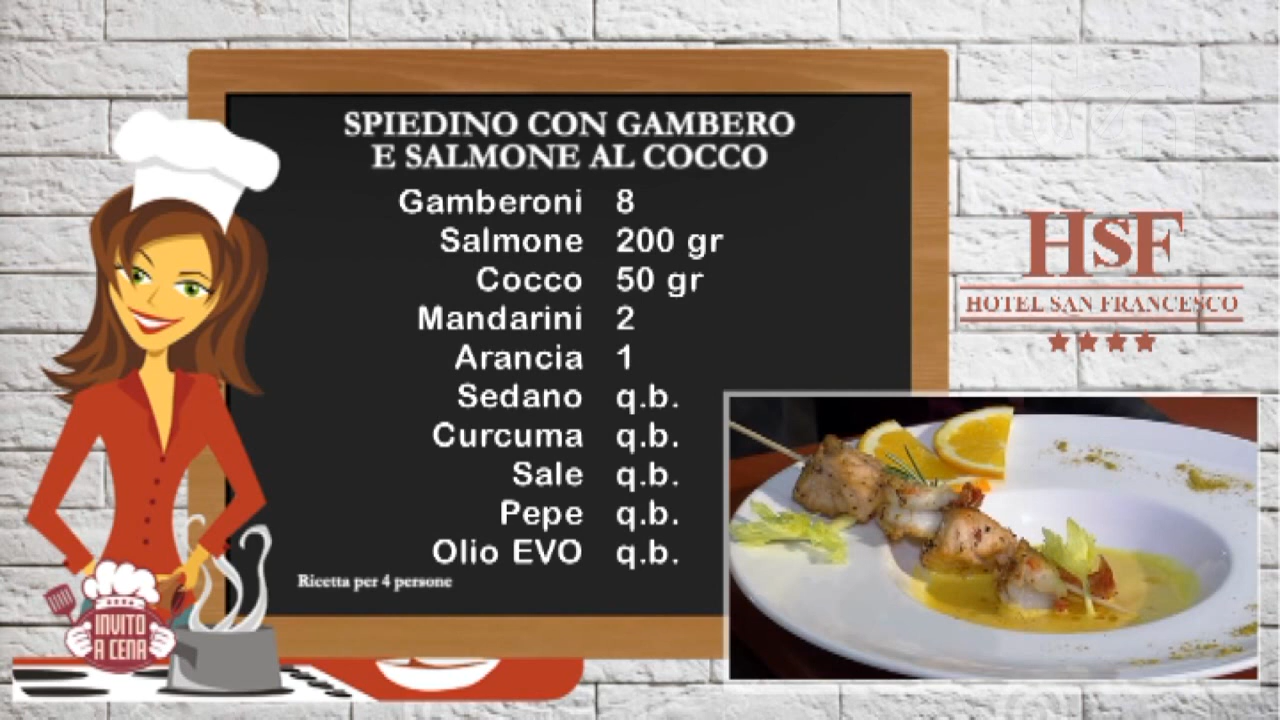 SPIEDINO CON GAMBERO
E SALMONE AL COCCO
Gamberoni 8
Salmone 200 gr
Cocco 50 gr
Mandarini 2
Arancia 1
Sedano q.b.
Curcuma q.b.
Sale q.b.
Pepe q.b.
Olio EVO q.b.
Ricetta per 4 persone
INVITO
A CENA
HSF
HOTEL SAN FRANCESCO